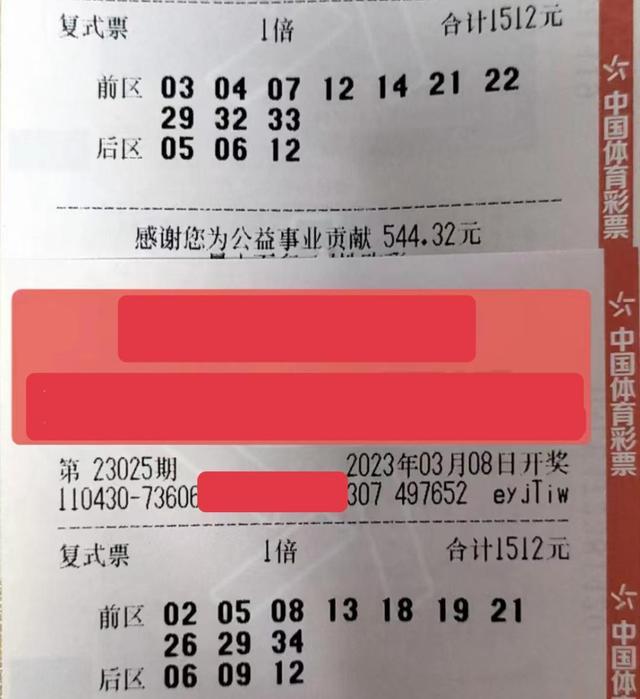 复式票 1倍 合计1512元
前区 03 04 07 12 14 21 22
29 32 33
后区 05 06 12
感谢您为公益事业贡献 544.32元
中国体育彩票
中国体育彩票
第 23025期 2023年03月08日开奖
110430-73606 307 497652 eyjTiw
复式票 1倍 合计1512元
前区 02 05 08 13 18 19 21
26 29 34
后区 06 09 12
中国体